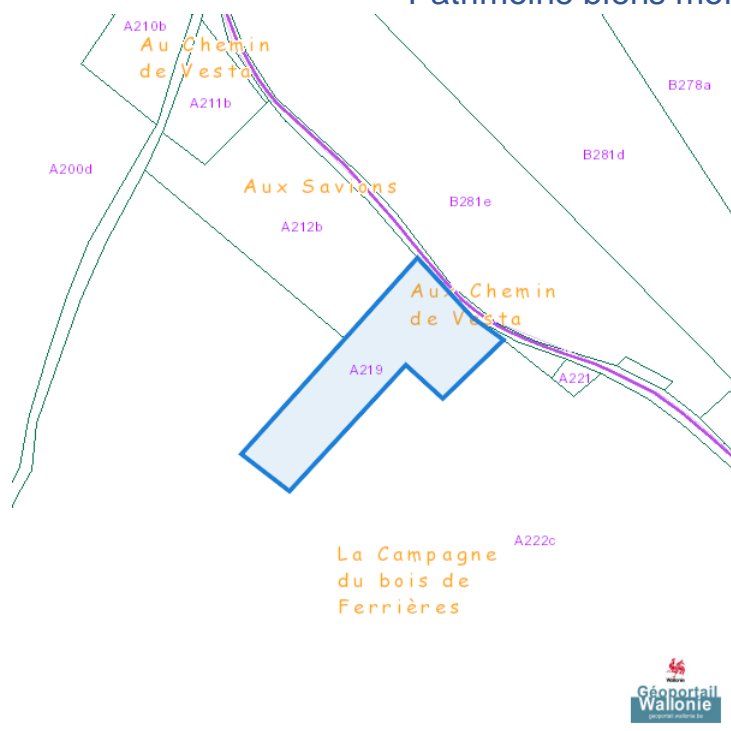 A210b
Au Chemin
de Vesta
A211b
B278a
B281d
A200d
Aux Savions
B281e
A212b
Aux Chemin
de Vesta
A219
A221
A222c
La Campagne
du bois de
Ferrières
Wallonie
Géoportail
Wallonie
geoportail.wallonie.be